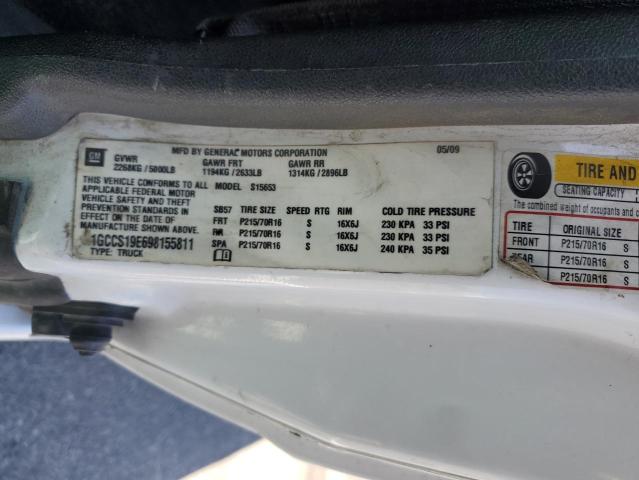 GM
MFD BY GENERAL MOTORS CORPORATION 05/09
GVWR GAWR FRT GAWR RR
2268KG / 5000LB 1194KG / 2633LB 1314KG / 2896LB
THIS VEHICLE CONFORMS TO ALL MODEL S15653
APPLICABLE FEDERAL MOTOR
VEHICLE SAFETY AND THEFT
PREVENTION STANDARDS
IN EFFECT ON THE DATE OF
MANUFACTURE SHOWN ABOVE.
1GCCS19E698155811
TYPE: TRUCK
SB57 TIRE SIZE SPEED RTG RIM COLD TIRE PRESSURE
FRT P215/70R16 S 16X6J 230 KPA 33 PSI
RR P215/70R16 S 16X6J 230 KPA 33 PSI
SPA P215/70R16 S 16X6J 240 KPA 35 PSI
TIRE AND
SEATING CAPACITY
The combined weight of occupants and
TIRE ORIGINAL SIZE
FRONT P215/70R16 S
REAR P215/70R16 S
P215/70R16 S